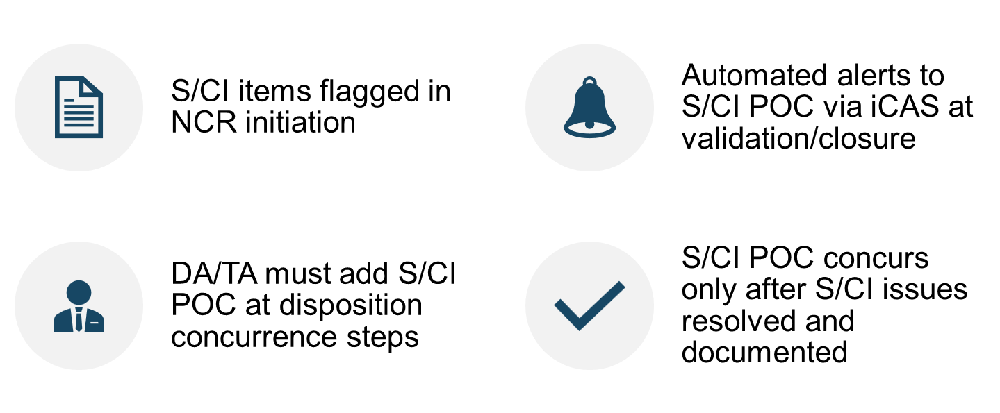 S/CI items flagged in
NCR initiation
Automated alerts to
S/CI POC via iCAS at
validation/closure
DA/TA must add S/CI
POC at disposition
concurrence steps
S/CI POC concurs
only after S/CI issues
resolved and
documented